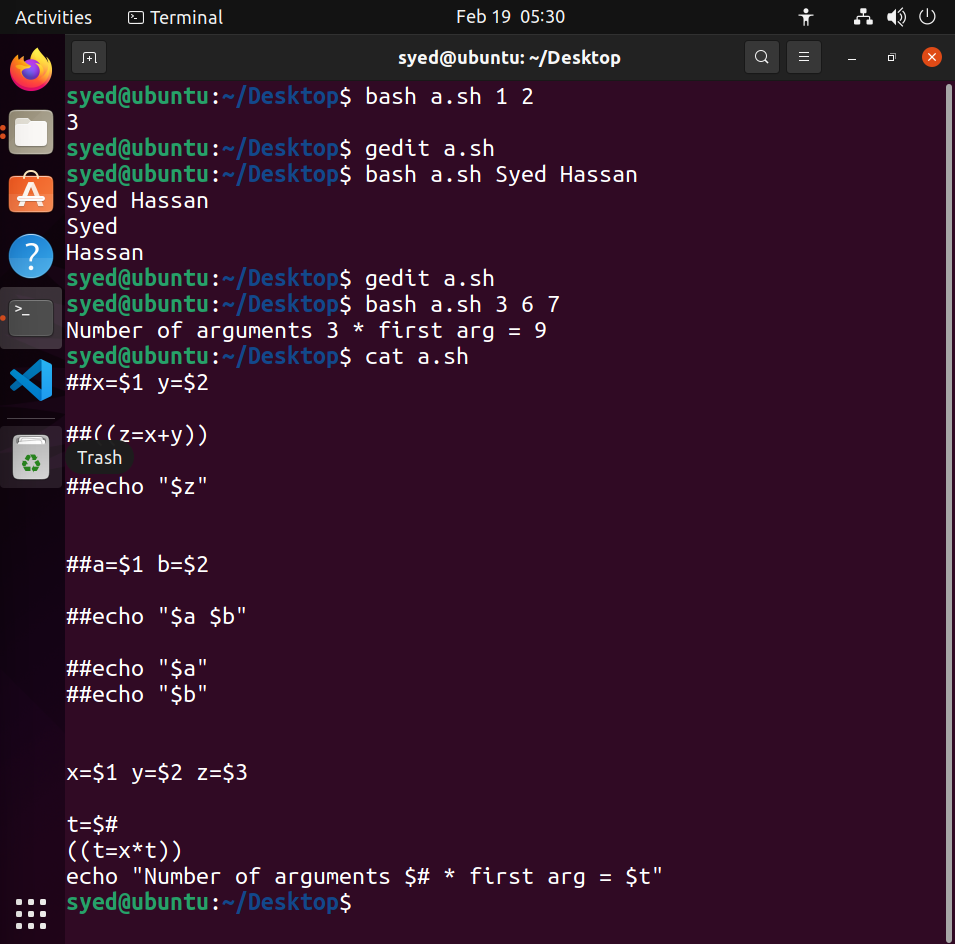 Activities Terminal Feb 19 05:30
syed@ubuntu: ~/Desktop
syed@ubuntu:~/Desktop$ bash a.sh 1 2
3
syed@ubuntu:~/Desktop$ gedit a.sh
syed@ubuntu:~/Desktop$ bash a.sh Syed Hassan
Syed Hassan
Syed
Hassan
syed@ubuntu:~/Desktop$ gedit a.sh
syed@ubuntu:~/Desktop$ bash a.sh 3 6 7
Number of arguments 3 * first arg = 9
syed@ubuntu:~/Desktop$ cat a.sh
##x=$1 y=$2
##((z=x+y))
Trash
##echo "$z"
##a=$1 b=$2
##echo "$a $b"
##echo "$a"
##echo "$b"
x=$1 y=$2 z=$3
t=$#
((t=x*t))
echo "Number of arguments $# * first arg = $t"
syed@ubuntu:~/Desktop$